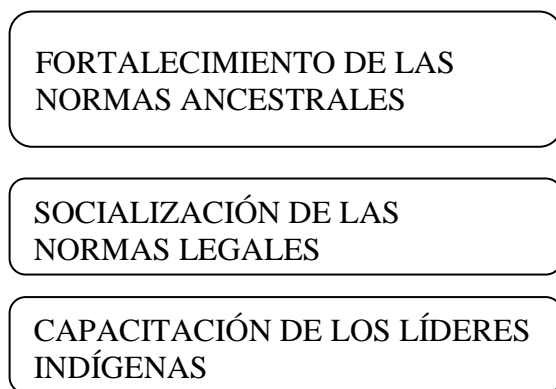 FORTALECIMIENTO DE LAS
NORMAS ANCESTRALES
SOCIALIZACIÓN DE LAS
NORMAS LEGALES
CAPACITACIÓN DE LOS LÍDERES
INDÍGENAS